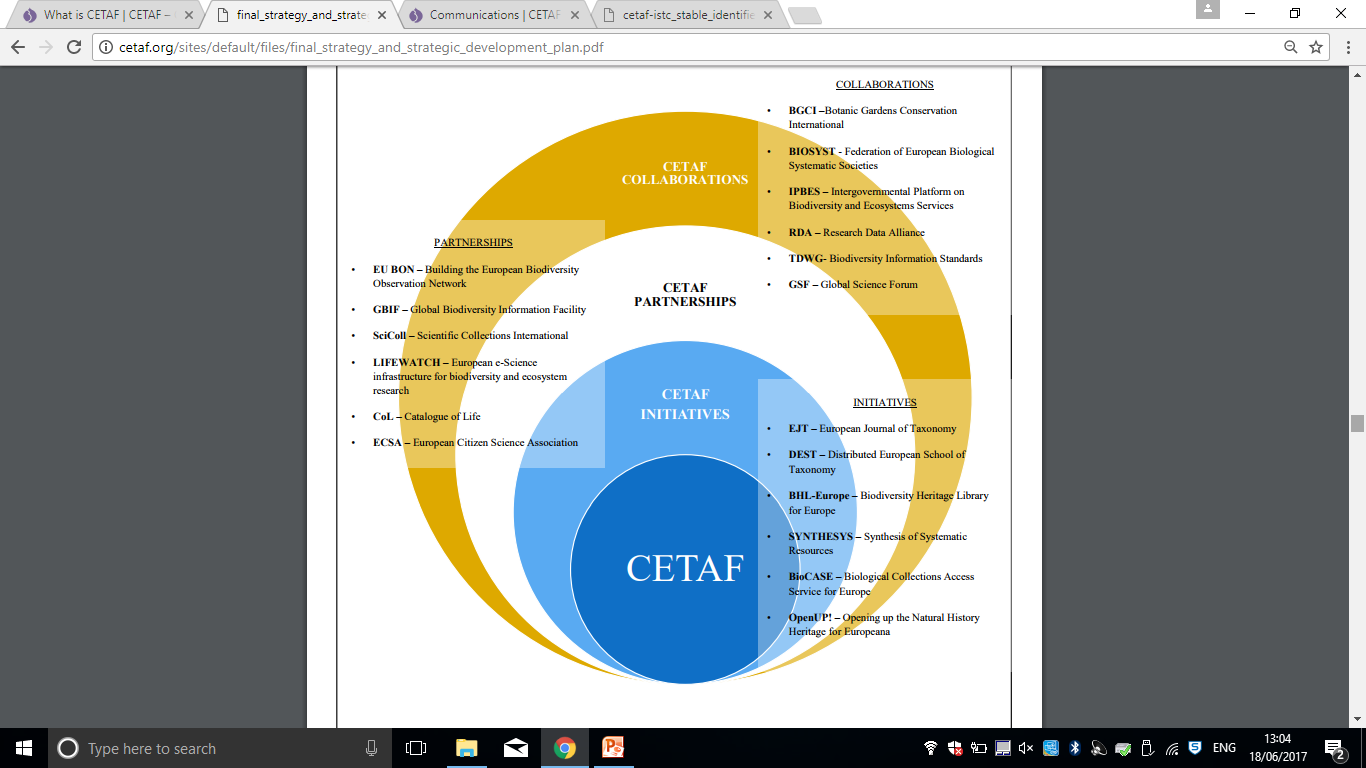 What is CETAF | CETAF –
final_strategy_and_strate
Communications | CETAF
cetaf-istc_stable_identifie
cetaf.org/sites/default/files/final_strategy_and_strategic_development_plan.pdf
COLLABORATIONS
• BGCI –Botanic Gardens Conservation
International
• BIOSYST - Federation of European Biological
Systematic Societies
• IPBES – Intergovernmental Platform on
Biodiversity and Ecosystems Services
• RDA – Research Data Alliance
• TDWG- Biodiversity Information Standards
• GSF – Global Science Forum
CETAF
COLLABORATIONS
PARTNERSHIPS
• EU BON – Building the European Biodiversity
Observation Network
• GBIF – Global Biodiversity Information Facility
• SciColl – Scientific Collections International
• LIFEWATCH – European e-Science
infrastructure for biodiversity and ecosystem
research
• CoL – Catalogue of Life
• ECSA – European Citizen Science Association
CETAF
PARTNERSHIPS
CETAF
INITIATIVES
INITIATIVES
• EJT – European Journal of Taxonomy
• DEST – Distributed European School of
Taxonomy
• BHL-Europe – Biodiversity Heritage Library
for Europe
• SYNTHESYS – Synthesis of Systematic
Resources
• BioCASE – Biological Collections Access
Service for Europe
• OpenUP! – Opening up the Natural History
Heritage for Europeana
CETAF
Type here to search
ENG
13:04
18/06/2017
2